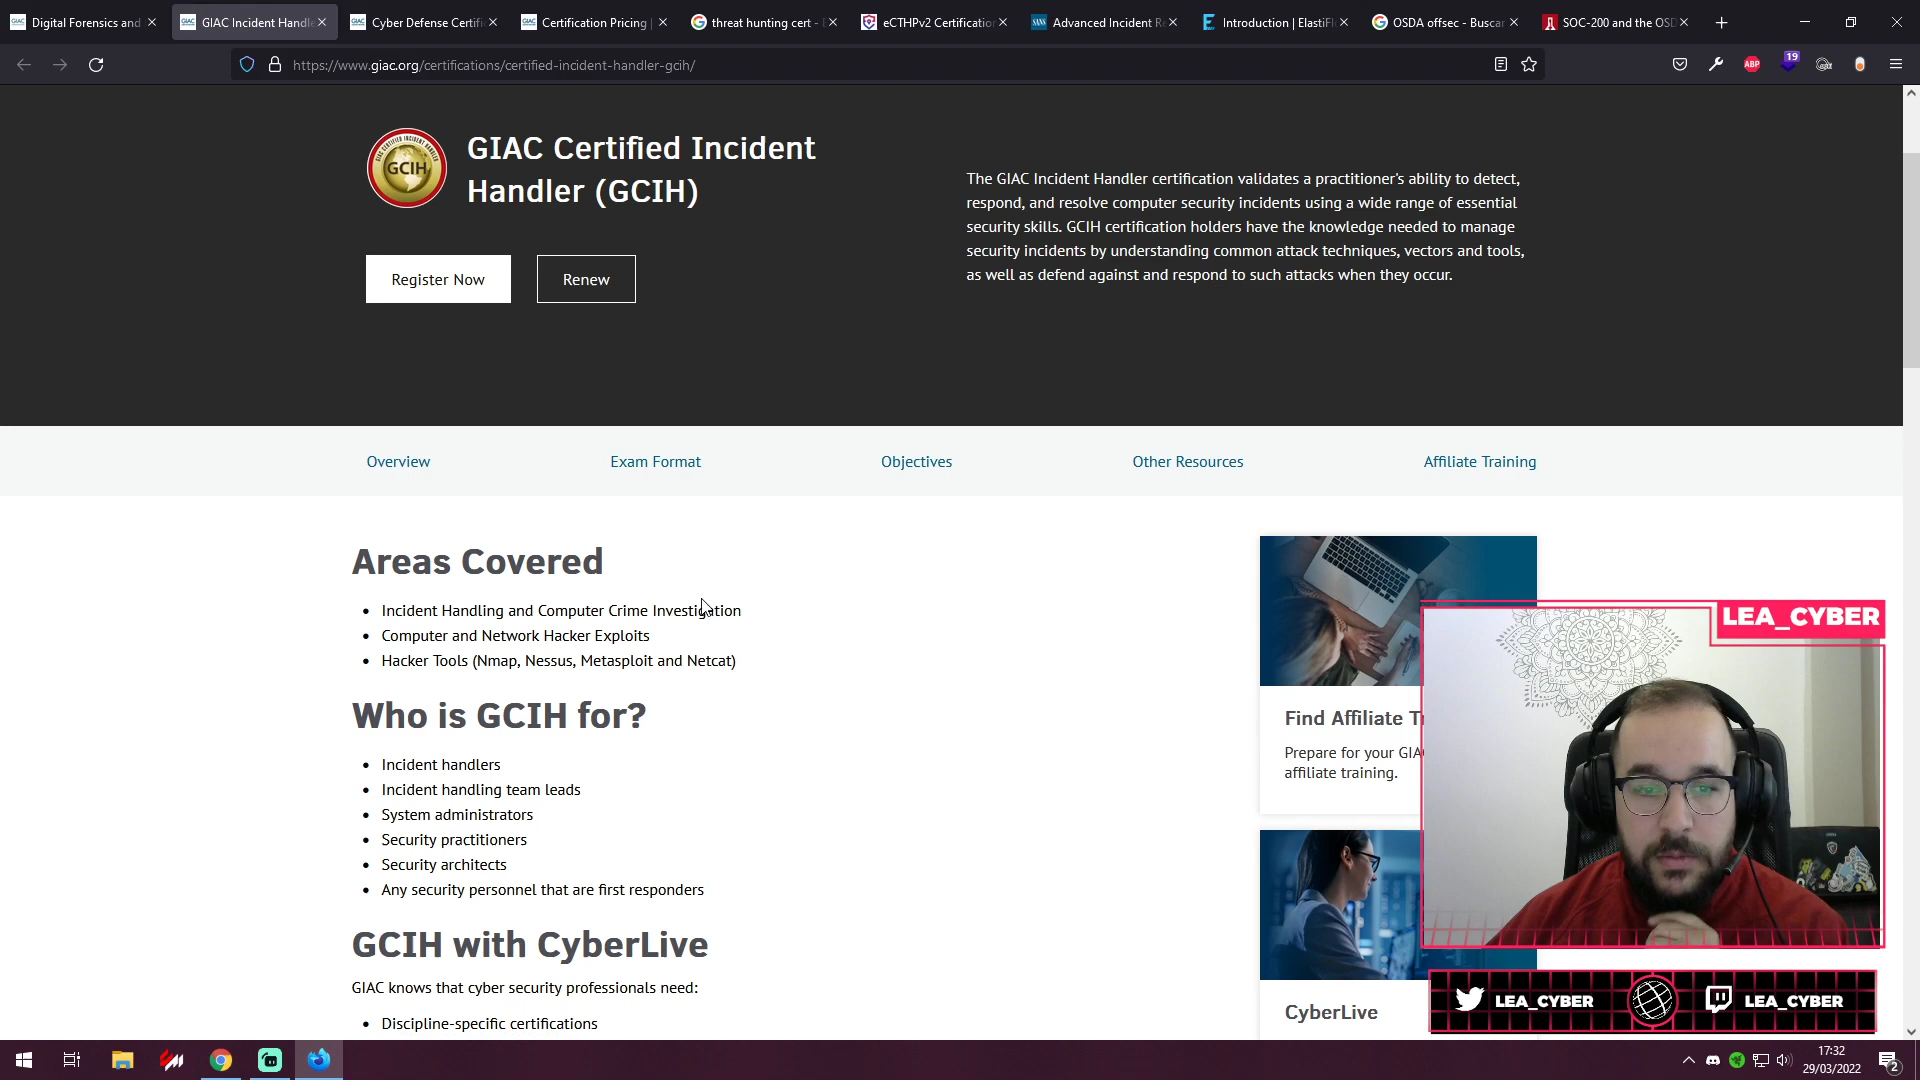 Digital Forensics and
GIAC Incident Handle
Cyber Defense Certifi
Certification Pricing |
threat hunting cert -
eCTHPv2 Certification
Advanced Incident Re
Introduction | ElastiFl
OSDA offsec - Buscar
SOC-200 and the OSD
https://www.giac.org/certifications/certified-incident-handler-gcih/
ABP
19
GCIH
GIAC Certified Incident
Handler (GCIH)
Register Now
Renew
The GIAC Incident Handler certification validates a practitioner's ability to detect,
respond, and resolve computer security incidents using a wide range of essential
security skills. GCIH certification holders have the knowledge needed to manage
security incidents by understanding common attack techniques, vectors and tools,
as well as defend against and respond to such attacks when they occur.
Overview
Exam Format
Objectives
Other Resources
Affiliate Training
Areas Covered
Incident Handling and Computer Crime Investigation
Computer and Network Hacker Exploits
Hacker Tools (Nmap, Nessus, Metasploit and Netcat)
Who is GCIH for?
Incident handlers
Incident handling team leads
System administrators
Security practitioners
Security architects
Any security personnel that are first responders
GCIH with CyberLive
GIAC knows that cyber security professionals need:
Discipline-specific certifications
Find Affiliate T
Prepare for your GIA
affiliate training.
CyberLive
LEA_CYBER
LEA_CYBER
LEA_CYBER
17:32
29/03/2022
2